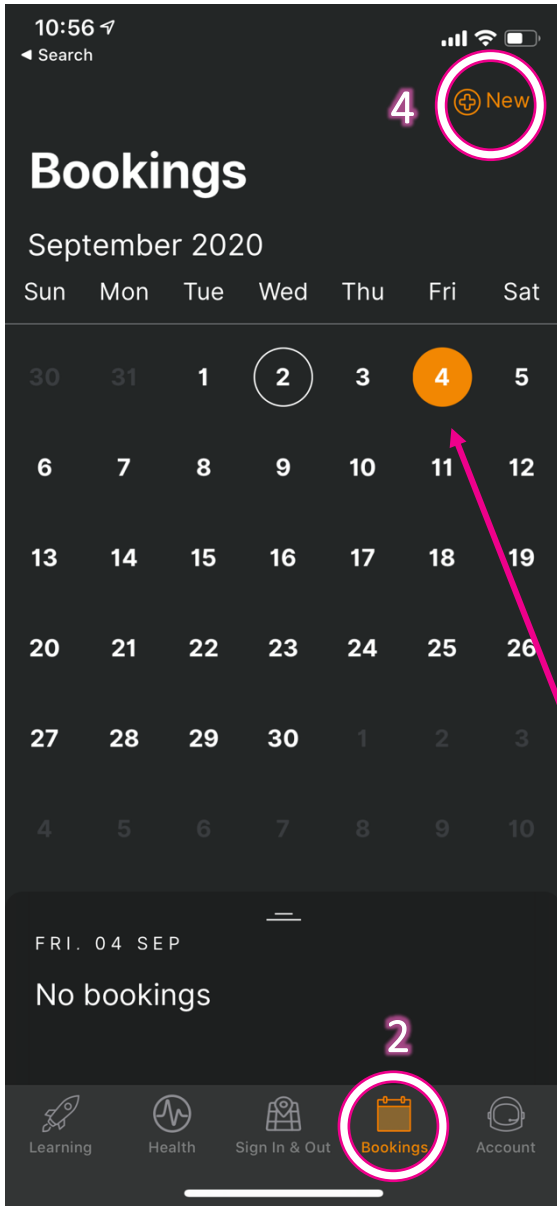 10:56
◀ Search
4
New
Bookings
September 2020
Sun Mon Tue Wed Thu Fri Sat
30 31 1 2 3 4 5
6 7 8 9 10 11 12
13 14 15 16 17 18 19
20 21 22 23 24 25 26
27 28 29 30 1 2 3
4 5 6 7 8 9 10
FRI. 04 SEP
No bookings
2
Learning Health Sign In & Out Bookings Account